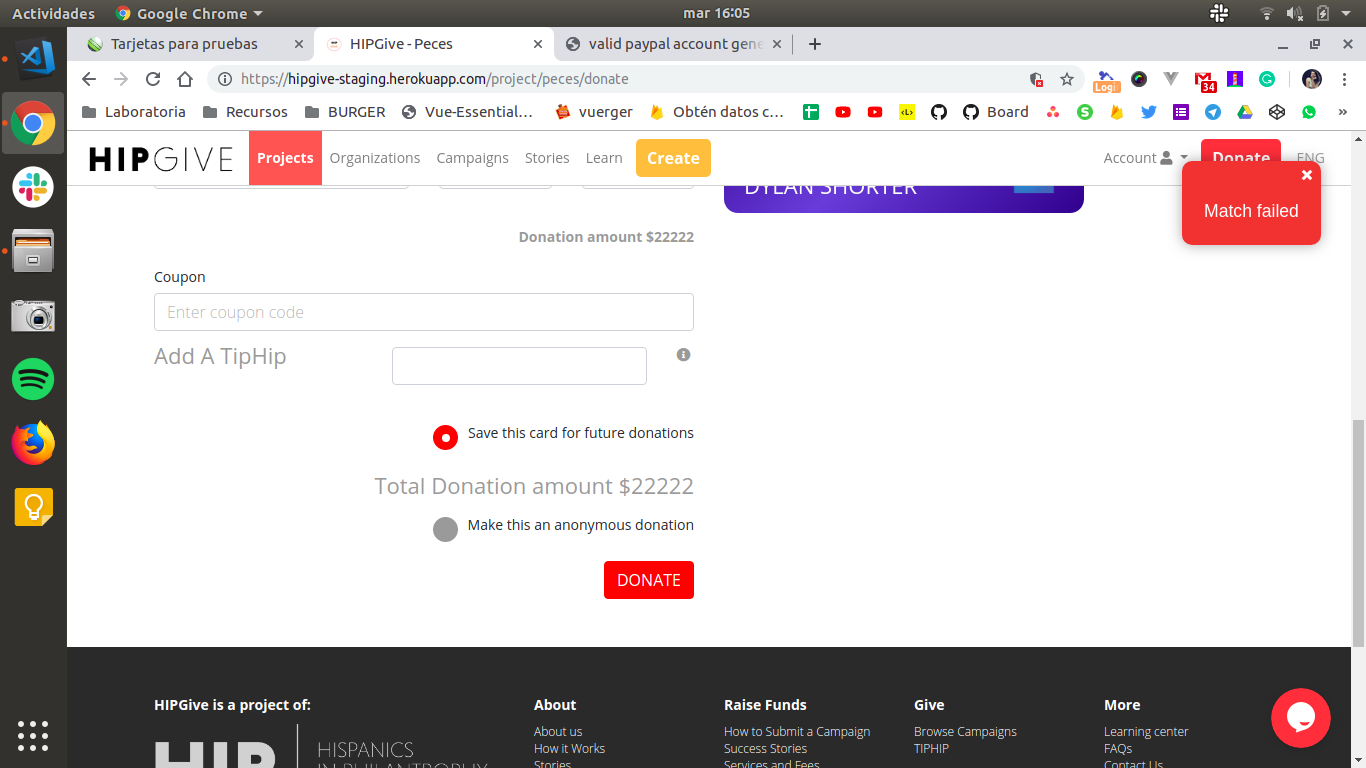 Actividades Google Chrome mar 16:05
Tarjetas para pruebas HIPGive - Peces valid paypal account gene
https://hipgive-staging.herokuapp.com/project/peces/donate Login 34
Laboratoria Recursos BURGER Vue-Essential... vuerger Obtén datos c... <L> Board »
HIPGIVE Projects Organizations Campaigns Stories Learn Create Account Donate ENG
DYLAN SHORTER
Match failed
Donation amount $22222
Coupon
Enter coupon code
Add A TipHip
Save this card for future donations
Total Donation amount $22222
Make this an anonymous donation
DONATE
HIPGive is a project of: About Raise Funds Give More
About us How to Submit a Campaign Browse Campaigns Learning center
How it Works Success Stories TIPHIP FAQs
Stories Services and Fees Contact Us
HIP HISPANICS
IN PHILANTHROPY